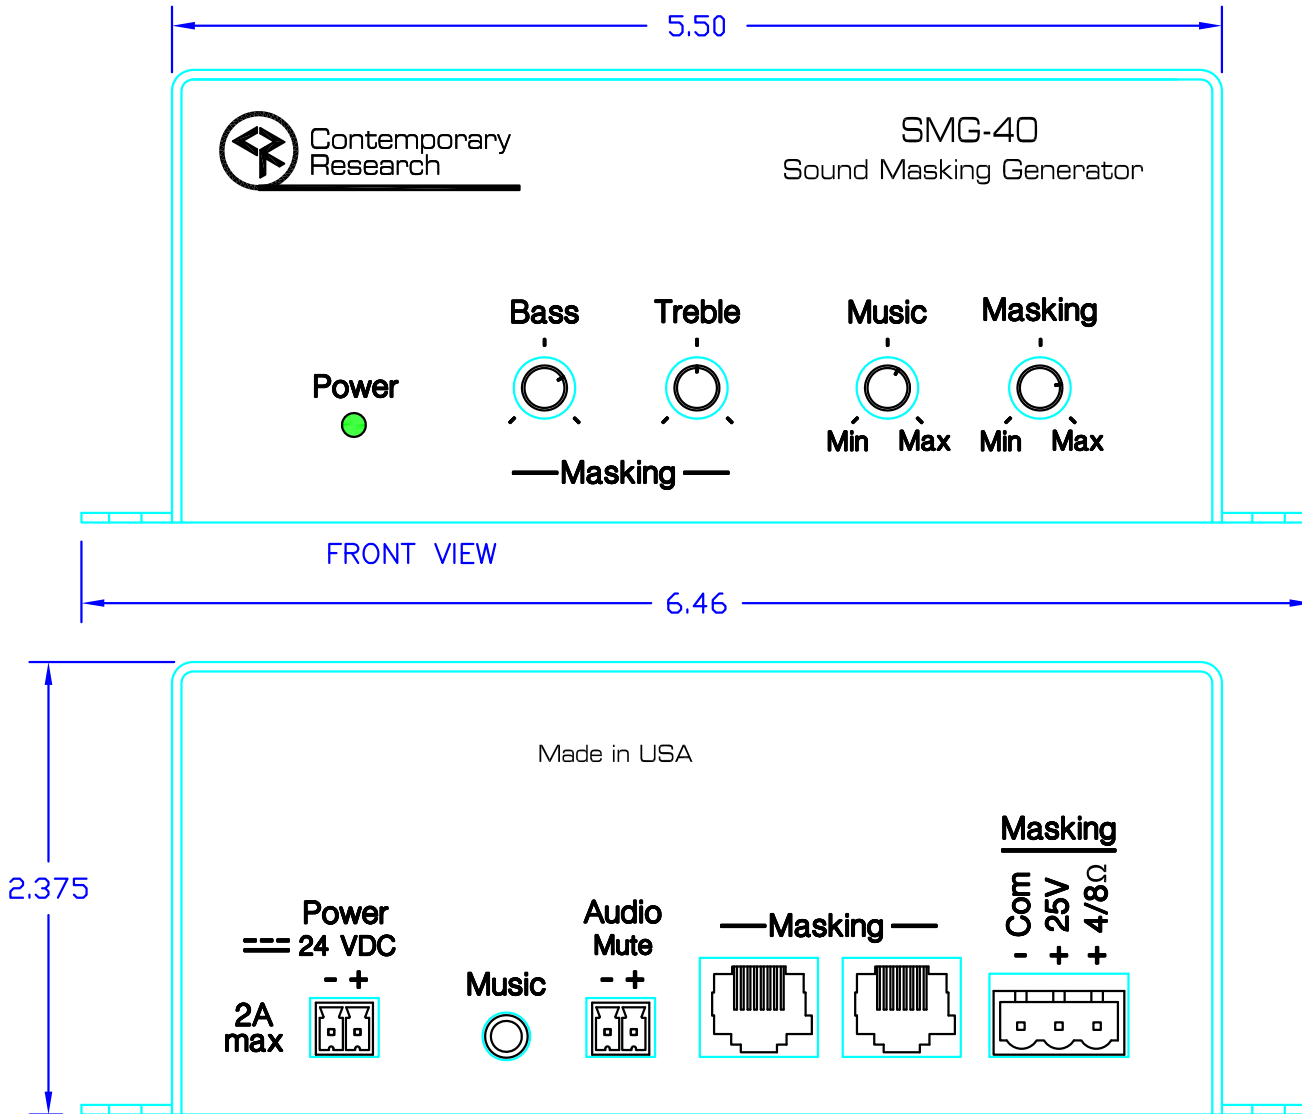 5.50
Contemporary
Research
SMG-40
Sound Masking Generator
Bass
Treble
Music
Masking
Power
Min
Max
Min
Max
Masking
FRONT VIEW
6.46
Made in USA
2.375
Masking
- Com
+ 25V
+ 4/8Ω
Power
24 VDC
- +
2A
max
Music
Audio
Mute
- +
Masking